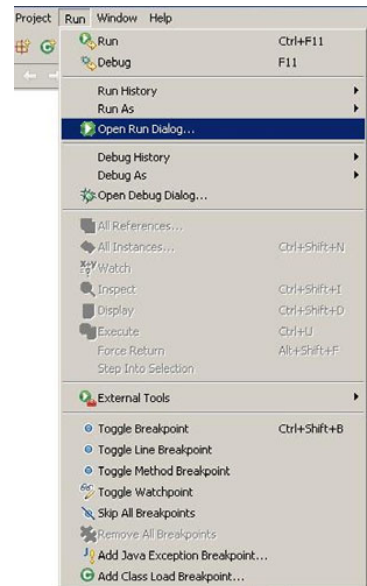 Project Run Window Help
Run Ctrl+F11
Debug F11
Run History
Run As
Open Run Dialog...
Debug History
Debug As
Open Debug Dialog...
All References...
All Instances... Ctrl+Shift+N
Watch
Inspect Ctrl+Shift+I
Display Ctrl+Shift+D
Execute Ctrl+U
Force Return Alt+Shift+F
Step Into Selection
External Tools
Toggle Breakpoint Ctrl+Shift+B
Toggle Line Breakpoint
Toggle Method Breakpoint
Toggle Watchpoint
Skip All Breakpoints
Remove All Breakpoints
Add Java Exception Breakpoint...
Add Class Load Breakpoint...